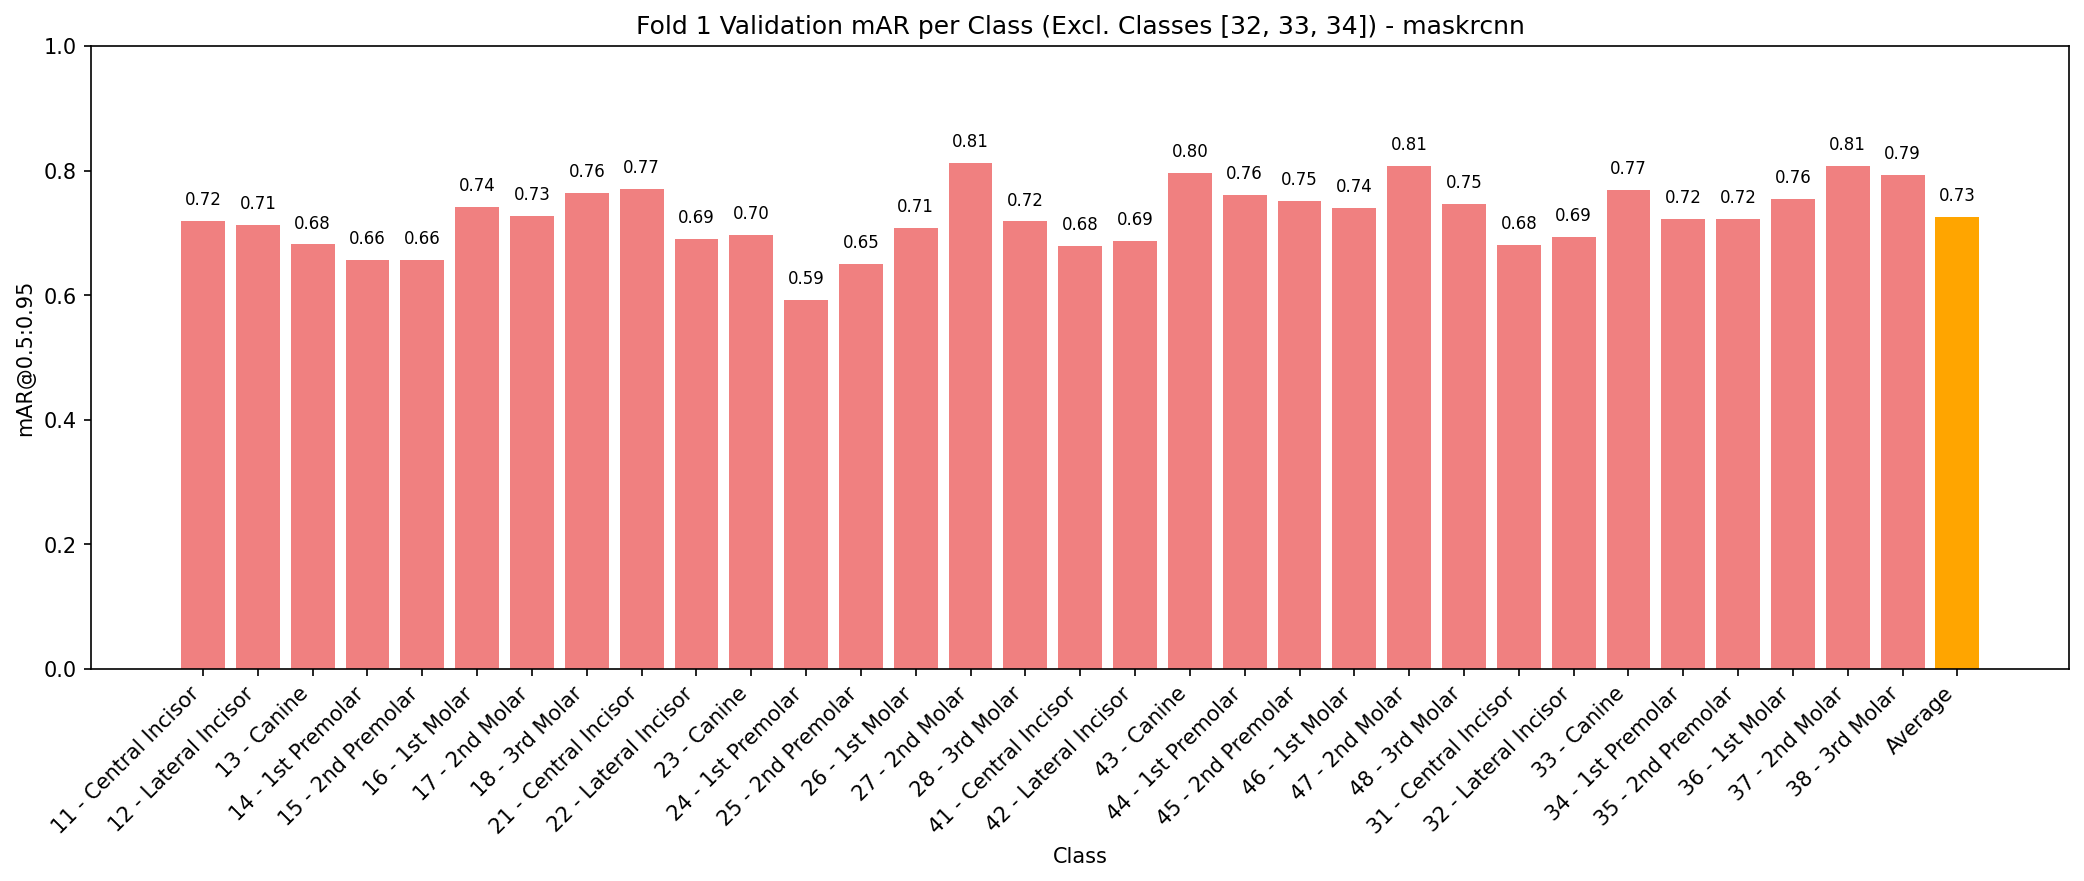 Fold 1 Validation mAR per Class (Excl. Classes [32, 33, 34]) - maskrcnn
mAR@0.5:0.95
1.0
0.8
0.6
0.4
0.2
0.0
0.72
0.71
0.68
0.66
0.66
0.74
0.73
0.76
0.77
0.69
0.70
0.59
0.65
0.71
0.81
0.72
0.68
0.69
0.80
0.76
0.75
0.74
0.81
0.75
0.68
0.69
0.77
0.72
0.72
0.76
0.81
0.79
0.73
11 - Central Incisor
12 - Lateral Incisor
13 - Canine
14 - 1st Premolar
15 - 2nd Premolar
16 - 1st Molar
17 - 2nd Molar
18 - 3rd Molar
21 - Central Incisor
22 - Lateral Incisor
23 - Canine
24 - 1st Premolar
25 - 2nd Premolar
26 - 1st Molar
27 - 2nd Molar
28 - 3rd Molar
41 - Central Incisor
42 - Lateral Incisor
43 - Canine
44 - 1st Premolar
45 - 2nd Premolar
46 - 1st Molar
47 - 2nd Molar
48 - 3rd Molar
31 - Central Incisor
32 - Lateral Incisor
33 - Canine
34 - 1st Premolar
35 - 2nd Premolar
36 - 1st Molar
37 - 2nd Molar
38 - 3rd Molar
Average
Class